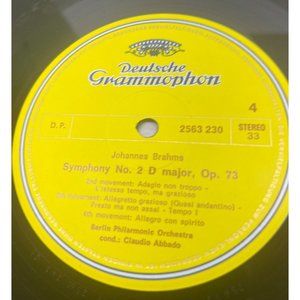 Deutsche
Grammophon
4
D.P.
2563 230
STEREO
33
Johannes Brahms
Symphony No. 2 D major, Op. 73
2nd movement: Adagio non troppo -
L'istesso tempo, ma grazioso
3rd movement: Allegretto grazioso (Quasi andantino) -
Presto ma non assai - Tempo I
4th movement: Allegro con spirito
Berlin Philharmonic Orchestra
cond.: Claudio Abbado